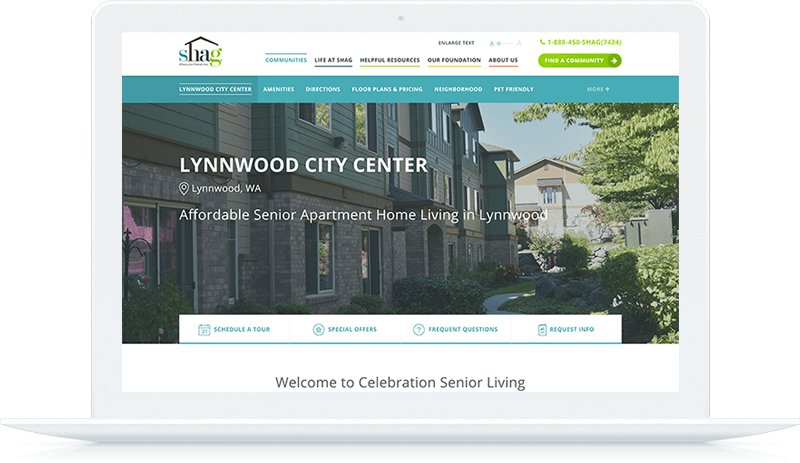 shag
ENLARGE TEXT
A
A
1-888-450-SHAG(7424)
COMMUNITIES
LIFE AT SHAG
HELPFUL RESOURCES
OUR FOUNDATION
ABOUT US
FIND A COMMUNITY
LYNNWOOD CITY CENTER
AMENITIES
DIRECTIONS
FLOOR PLANS & PRICING
NEIGHBORHOOD
PET FRIENDLY
MORE +
LYNNWOOD CITY CENTER
Lynnwood, WA
Affordable Senior Apartment Home Living in Lynnwood
31 SCHEDULE A TOUR
SPECIAL OFFERS
? FREQUENT QUESTIONS
REQUEST INFO
Welcome to Celebration Senior Living